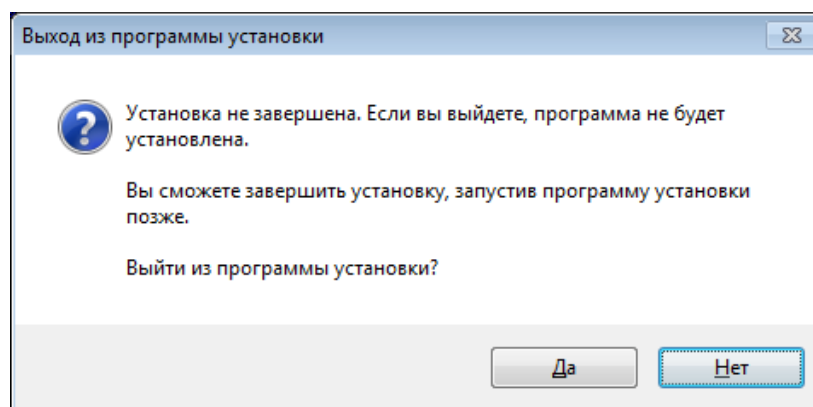 Выход из программы установки
Установка не завершена. Если вы выйдете, программа не будет
установлена.
Вы сможете завершить установку, запустив программу установки
позже.
Выйти из программы установки?
Да
Нет